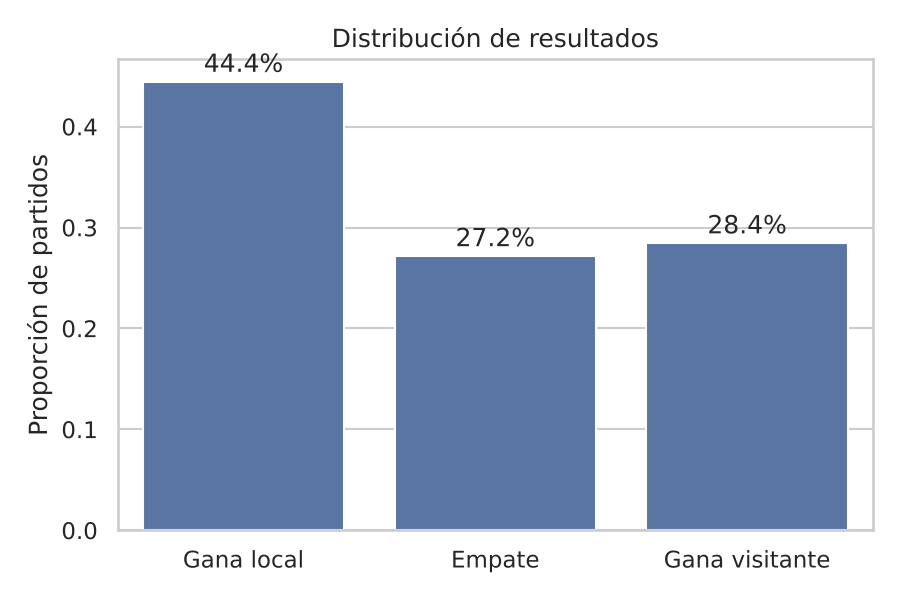 Distribución de resultados
44.4%
27.2%
28.4%
Proporción de partidos
0.4
0.3
0.2
0.1
0.0
Gana local
Empate
Gana visitante